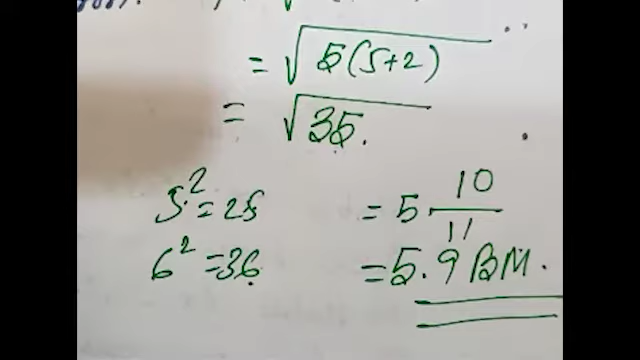 = √5(5+2)
= √35.
5² = 25
6² = 36
= 5 10/11
= 5.9 BM.